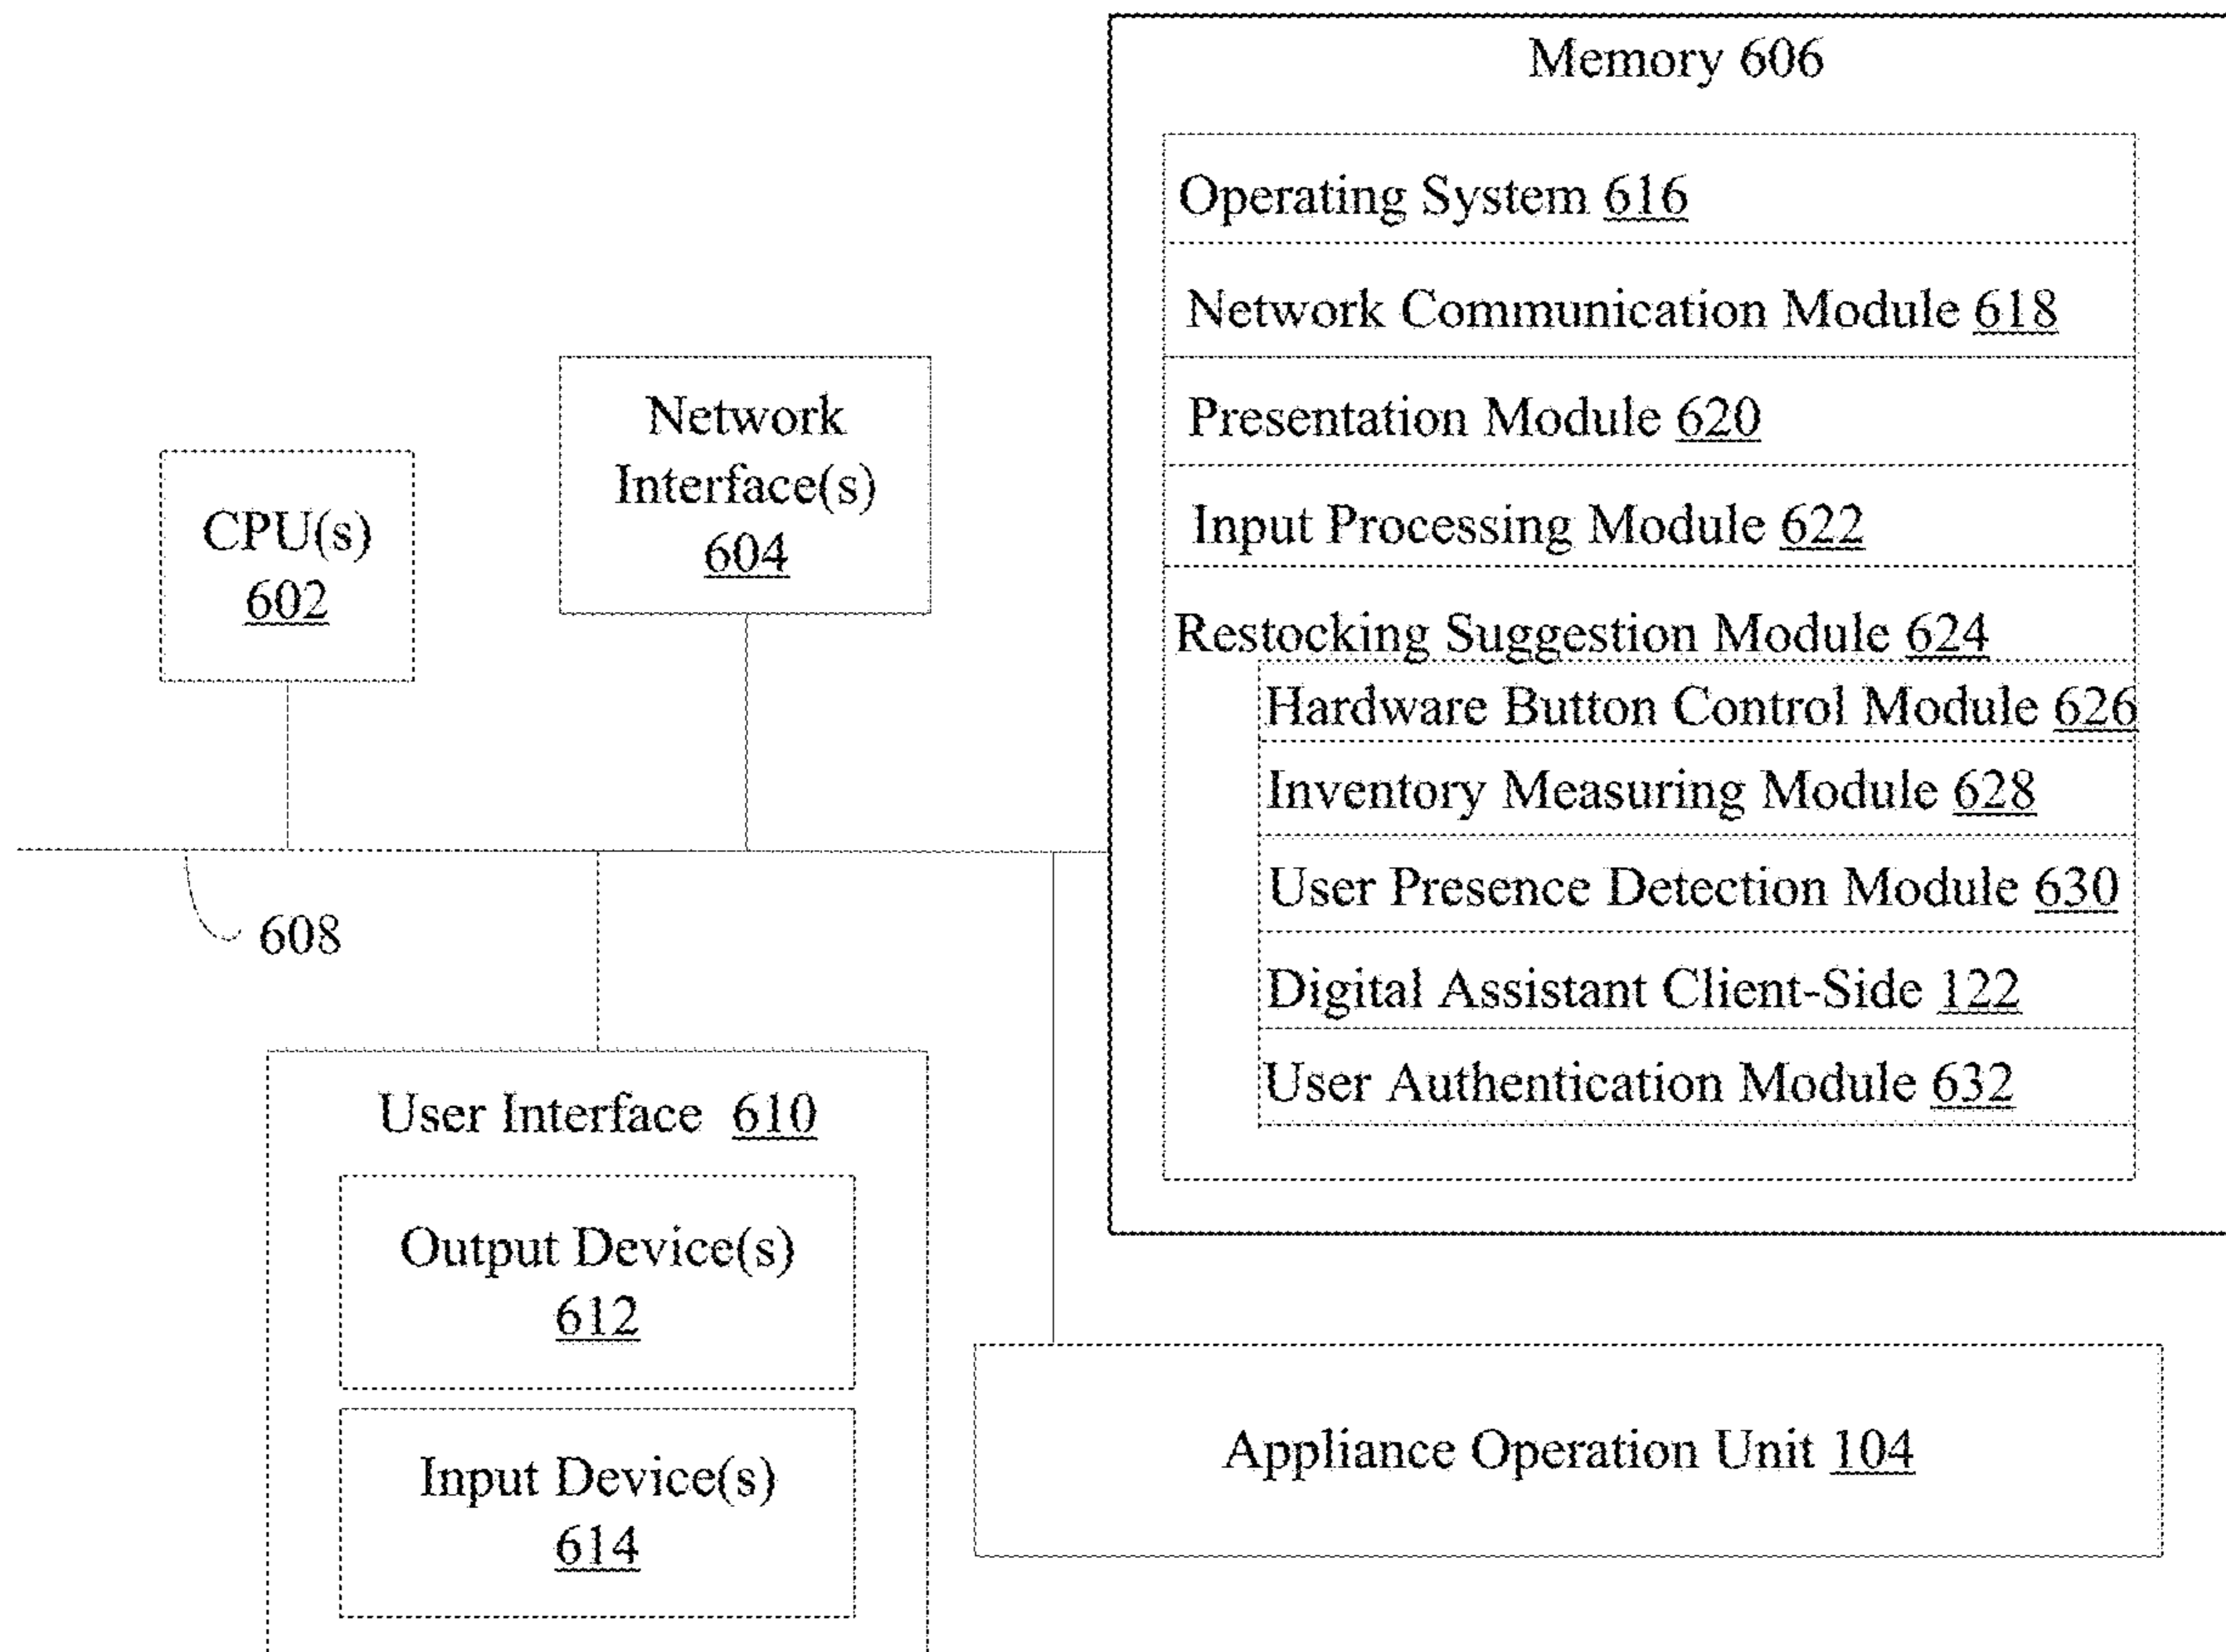 Memory 606
Operating System 616
Network Communication Module 618
Presentation Module 620
Input Processing Module 622
Restocking Suggestion Module 624
Hardware Button Control Module 626
Inventory Measuring Module 628
User Presence Detection Module 630
Digital Assistant Client-Side 122
User Authentication Module 632
Network
Interface(s)
604
CPU(s)
602
608
User Interface 610
Output Device(s)
612
Input Device(s)
614
Appliance Operation Unit 104